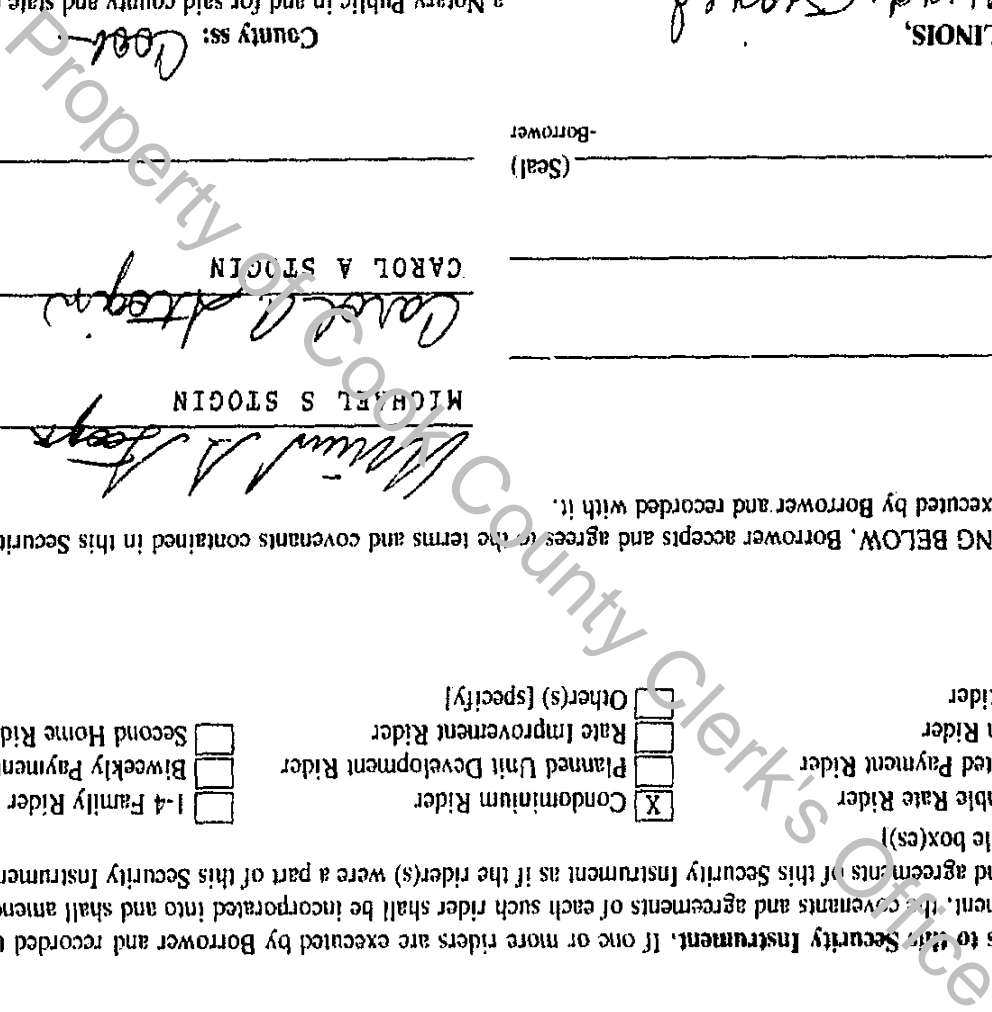 s to this Security Instrument. If one or more riders are executed by Borrower and recorded
ment, the covenants and agreements of each such rider shall be incorporated into and shall amen
nd agreements of this Security Instrument as if the rider(s) were a part of this Security Instrumen
le box(es)]
able Rate Rider
X Condominium Rider
1-4 Family Rider
ted Payment Rider
Planned Unit Development Rider
Biweekly Paymen
n Rider
Rate Improvement Rider
Second Home Rid
Rider
Other(s) [specify]
NG BELOW, Borrower accepts and agrees to the terms and covenants contained in this Securit
executed by Borrower and recorded with it.
MICHAEL S STOGIN
Carol A Stogin
CAROL A STOGIN
(Seal)
-Borrower
LINOIS,
Cook County ss:
a Notary Public in and for said county and state
Property of Cook County Clerk's Office